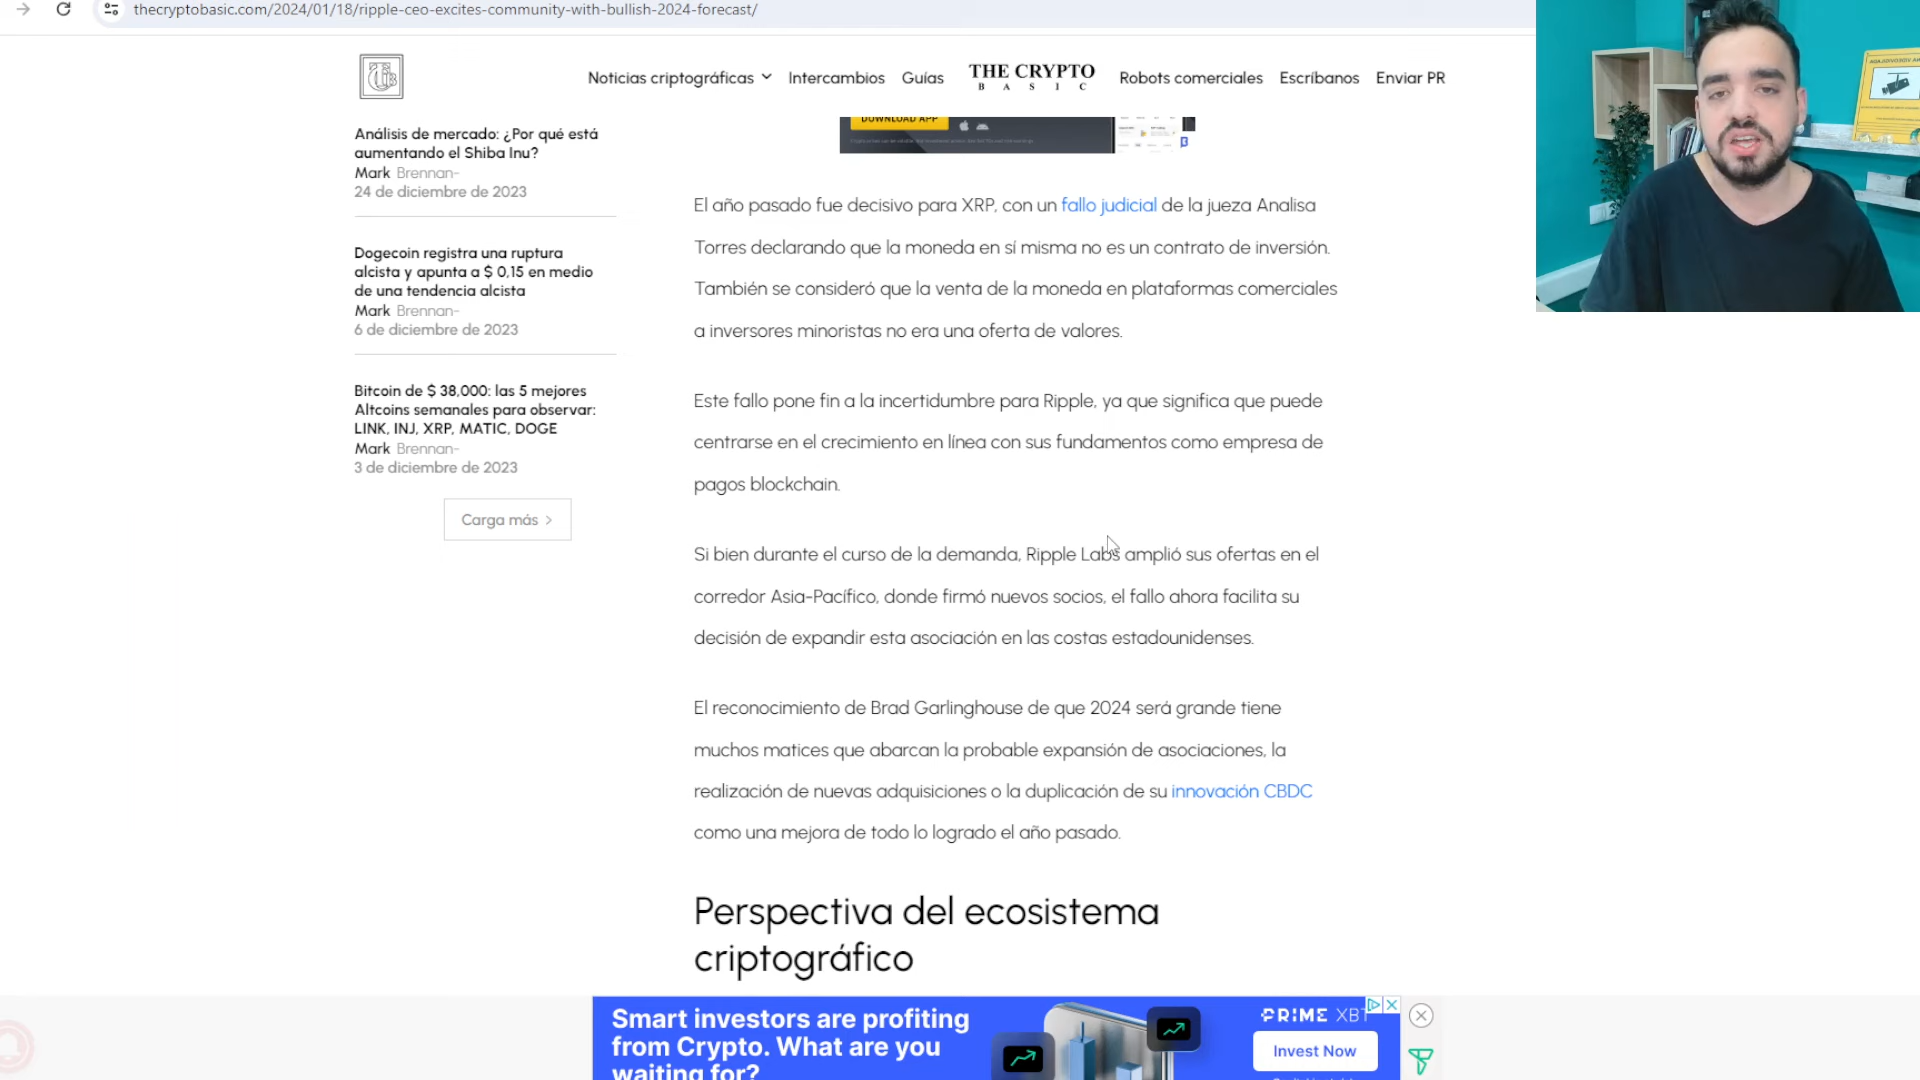 thecryptobasic.com/2024/01/18/ripple-ceo-excites-community-with-bullish-2024-forecast/
Noticias criptográficas
Intercambios
Guías
THE CRYPTO
BASIC
Robots comerciales
Escríbanos
Enviar PR
Análisis de mercado: ¿Por qué está
aumentando el Shiba Inu?
Mark Brennan-
24 de diciembre de 2023
Dogecoin registra una ruptura
alcista y apunta a $ 0,15 en medio
de una tendencia alcista
Mark Brennan-
6 de diciembre de 2023
Bitcoin de $ 38,000: las 5 mejores
Altcoins semanales para observar:
LINK, INJ, XRP, MATIC, DOGE
Mark Brennan-
3 de diciembre de 2023
Carga más
DOWNLOAD APP
El año pasado fue decisivo para XRP, con un fallo judicial de la jueza Analisa
Torres declarando que la moneda en sí misma no es un contrato de inversión.
También se consideró que la venta de la moneda en plataformas comerciales
a inversores minoristas no era una oferta de valores.
Este fallo pone fin a la incertidumbre para Ripple, ya que significa que puede
centrarse en el crecimiento en línea con sus fundamentos como empresa de
pagos blockchain.
Si bien durante el curso de la demanda, Ripple Labs amplió sus ofertas en el
corredor Asia-Pacífico, donde firmó nuevos socios, el fallo ahora facilita su
decisión de expandir esta asociación en las costas estadounidenses.
El reconocimiento de Brad Garlinghouse de que 2024 será grande tiene
muchos matices que abarcan la probable expansión de asociaciones, la
realización de nuevas adquisiciones o la duplicación de su innovación CBDC
como una mejora de todo lo logrado el año pasado.
Perspectiva del ecosistema
criptográfico
Smart investors are profiting
from Crypto. What are you
waiting for?
PRIME XBT
Invest Now